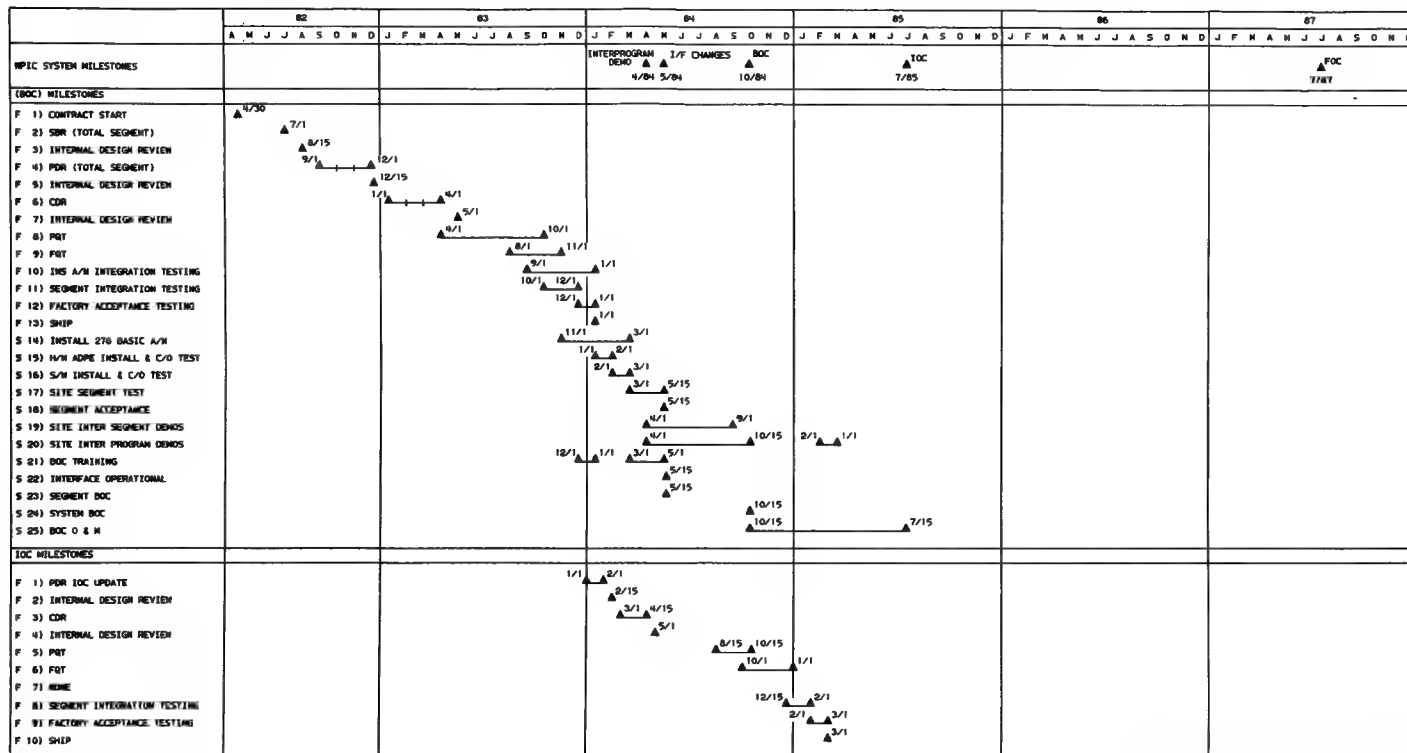 82 83 84 85 86 87
A M J J A S O N D J F M A M J J A S O N D J F M A M J J A S O N D J F M A M J J A S O N D J F M A M J J A S O N D J F M A M J J A S O N
NPIC SYSTEM MILESTONES
INTERPROGRAM DEMO 4/84
I/F CHANGES 5/84
BOC 10/84
IOC 7/85
FOC 7/87
(BOC) MILESTONES
F 1) CONTRACT START 4/30
F 2) SBR (TOTAL SEGMENT) 7/1
F 3) INTERNAL DESIGN REVIEW 8/15
F 4) PDR (TOTAL SEGMENT) 9/1 12/1
F 5) INTERNAL DESIGN REVIEW 12/15
F 6) CDR 1/1 4/1
F 7) INTERNAL DESIGN REVIEW 5/1
F 8) PQT 4/1 10/1
F 9) FQT 8/1 11/1
F 10) INS A/N INTEGRATION TESTING 9/1 1/1
F 11) SEGMENT INTEGRATION TESTING 10/1 12/1
F 12) FACTORY ACCEPTANCE TESTING 12/1 1/1
F 13) SHIP 1/1
S 14) INSTALL 276 BASIC A/N 11/1 3/1
S 15) H/W ADPE INSTALL & C/O TEST 1/1 2/1
S 16) S/W INSTALL & C/O TEST 2/1 3/1
S 17) SITE SEGMENT TEST 3/1 5/15
S 18) SEGMENT ACCEPTANCE 5/15
S 19) SITE INTER SEGMENT DEMOS 4/1 9/1
S 20) SITE INTER PROGRAM DEMOS 4/1 10/15 2/1 1/1
S 21) BOC TRAINING 12/1 1/1 3/1 5/1
S 22) INTERFACE OPERATIONAL 5/15
S 23) SEGMENT BOC 5/15
S 24) SYSTEM BOC 10/15
S 25) BOC O & M 10/15 7/15
IOC MILESTONES
F 1) PDR IOC UPDATE 1/1 2/1
F 2) INTERNAL DESIGN REVIEW 2/15
F 3) CDR 3/1 4/15
F 4) INTERNAL DESIGN REVIEW 5/1
F 5) PQT 8/15 10/15
F 6) FQT 10/1 1/1
F 7) NONE
F 8) SEGMENT INTEGRATION TESTING 12/15 2/1
F 9) FACTORY ACCEPTANCE TESTING 2/1 3/1
F 10) SHIP 3/1